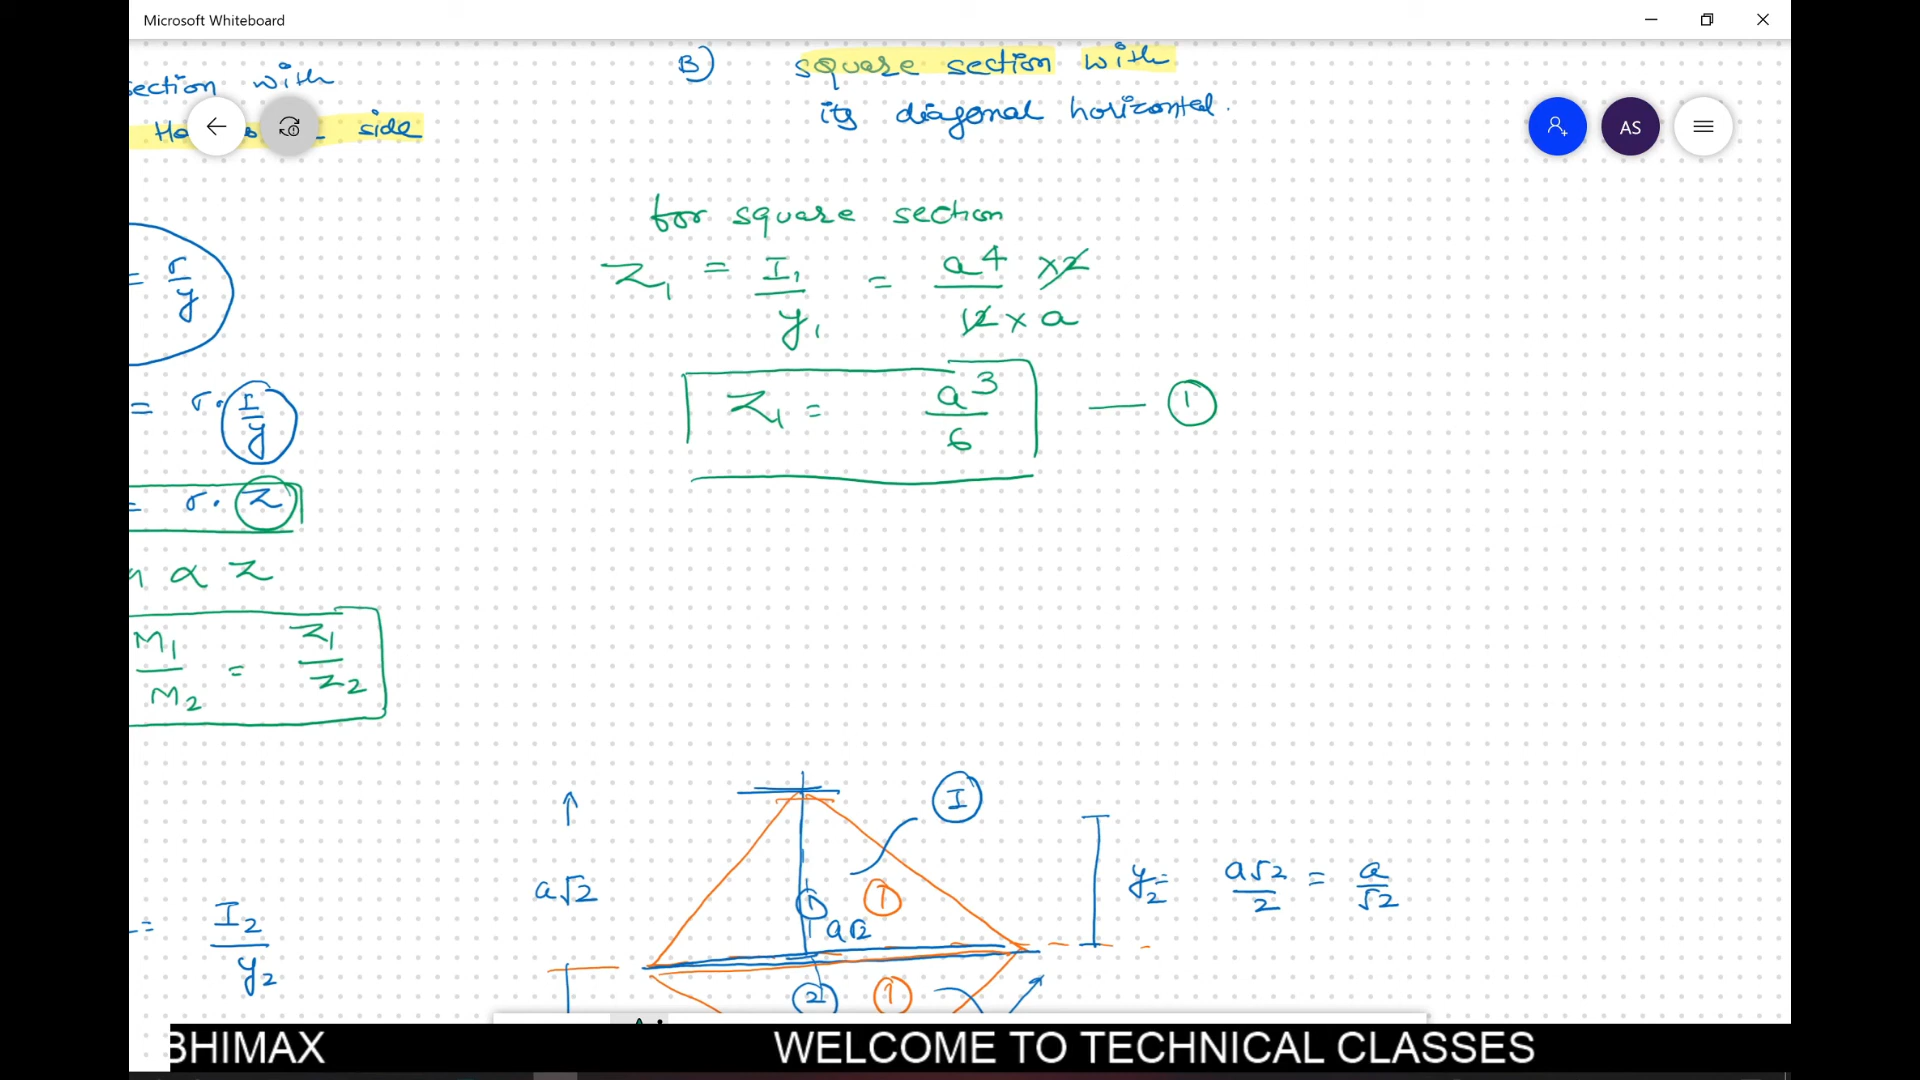 Microsoft Whiteboard
section with
side
B) square section with
its diagonal horizontal.
AS
for square section
Z₁ = I₁ / y₁ = a⁴ × 2 / 12 × a
Z₁ = a³ / 6 — ①
= σ / y
= σ · I / y
= σ · Z
∝ Z
M₁ / M₂ = Z₁ / Z₂
= I₂ / y₂
a√2
I
① ①
a√2
② ①
y₂ = a√2 / 2 = a / √2
BHIMAX
WELCOME TO TECHNICAL CLASSES